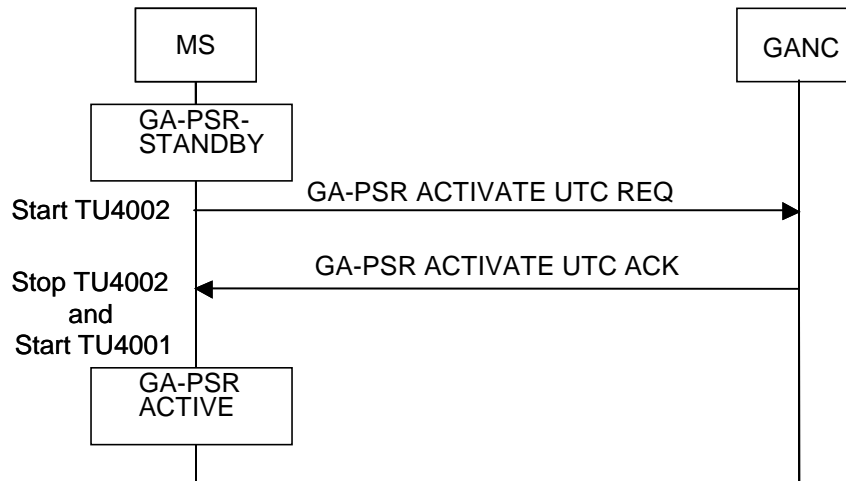 MS
GANC
GA-PSR-
STANDBY
GA-PSR ACTIVATE UTC REQ
Start TU4002
GA-PSR ACTIVATE UTC ACK
Stop TU4002
and
Start TU4001
GA-PSR
ACTIVE